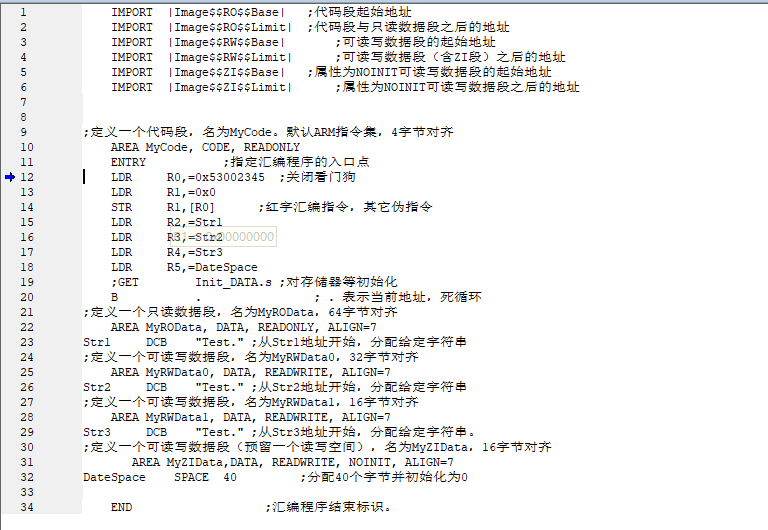 1 IMPORT |Image$$RO$$Base| ;代码段起始地址
2 IMPORT |Image$$RO$$Limit| ;代码段与只读数据段之后的地址
3 IMPORT |Image$$RW$$Base| ;可读写数据段的起始地址
4 IMPORT |Image$$RW$$Limit| ;可读写数据段（含ZI段）之后的地址
5 IMPORT |Image$$ZI$$Base| ;属性为NOINIT可读写数据段的起始地址
6 IMPORT |Image$$ZI$$Limit| ;属性为NOINIT可读写数据段之后的地址
7
8
9 ;定义一个代码段，名为MyCode。默认ARM指令集，4字节对齐
10 AREA MyCode, CODE, READONLY
11 ENTRY ;指定汇编程序的入口点
12 LDR R0,=0x53002345 ;关闭看门狗
13 LDR R1,=0x0
14 STR R1,[R0] ;红字汇编指令，其它伪指令
15 LDR R2,=Str1
16 LDR R3,=Str2
17 LDR R4,=Str3
18 LDR R5,=DateSpace
19 ;GET Init_DATA.s ;对存储器等初始化
20 B . ; . 表示当前地址，死循环
21 ;定义一个只读数据段，名为MyROData，64字节对齐
22 AREA MyROData, DATA, READONLY, ALIGN=7
23 Str1 DCB "Test." ;从Str1地址开始，分配给定字符串
24 ;定义一个可读写数据段，名为MyRWData0，32字节对齐
25 AREA MyRWData0, DATA, READWRITE, ALIGN=7
26 Str2 DCB "Test." ;从Str2地址开始，分配给定字符串
27 ;定义一个可读写数据段，名为MyRWData1，16字节对齐
28 AREA MyRWData1, DATA, READWRITE, ALIGN=7
29 Str3 DCB "Test." ;从Str3地址开始，分配给定字符串。
30 ;定义一个可读写数据段（预留一个读写空间），名为MyZIData，16字节对齐
31 AREA MyZIData,DATA, READWRITE, NOINIT, ALIGN=7
32 DateSpace SPACE 40 ;分配40个字节并初始化为0
33
34 END ;汇编程序结束标识。